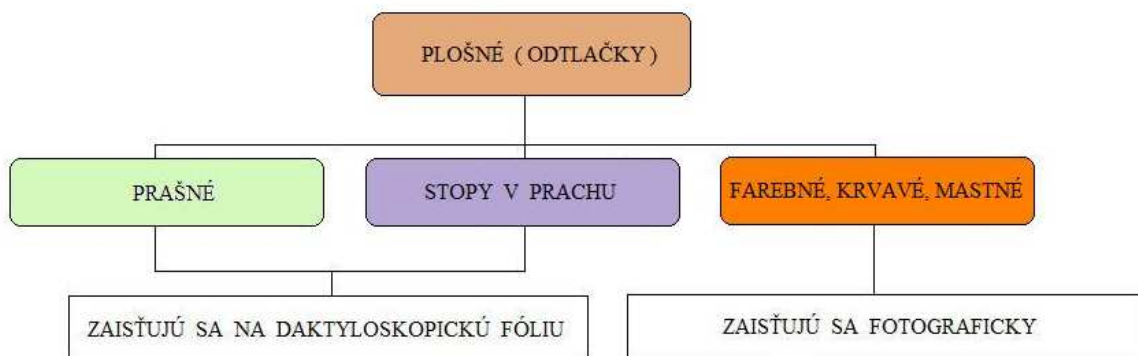 PLOŠNÉ ( ODTLAČKY )
PRAŠNÉ
STOPY V PRACHU
FAREBNÉ, KRVAVÉ, MASTNÉ
ZAISŤUJÚ SA NA DAKTYLOSKOPICKÚ FÓLIU
ZAISŤUJÚ SA FOTOGRAFICKY